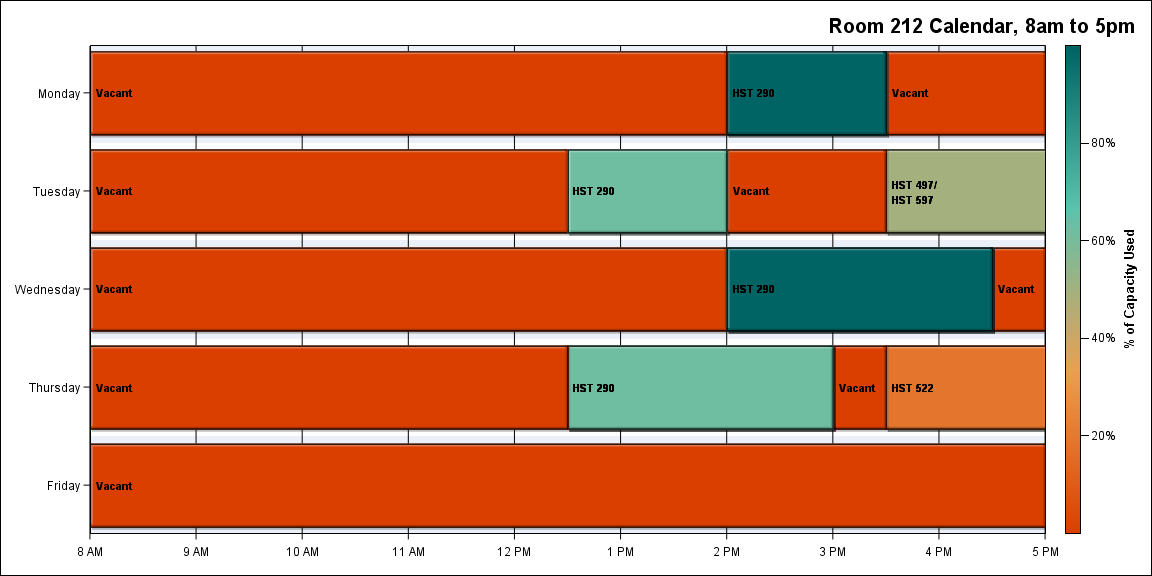 Room 212 Calendar, 8am to 5pm
Monday
Vacant
HST 290
Vacant
Tuesday
Vacant
HST 290
Vacant
HST 497/
HST 597
Wednesday
Vacant
HST 290
Vacant
Thursday
Vacant
HST 290
Vacant
HST 522
Friday
Vacant
8 AM
9 AM
10 AM
11 AM
12 PM
1 PM
2 PM
3 PM
4 PM
5 PM
80%
60%
40%
20%
% of Capacity Used